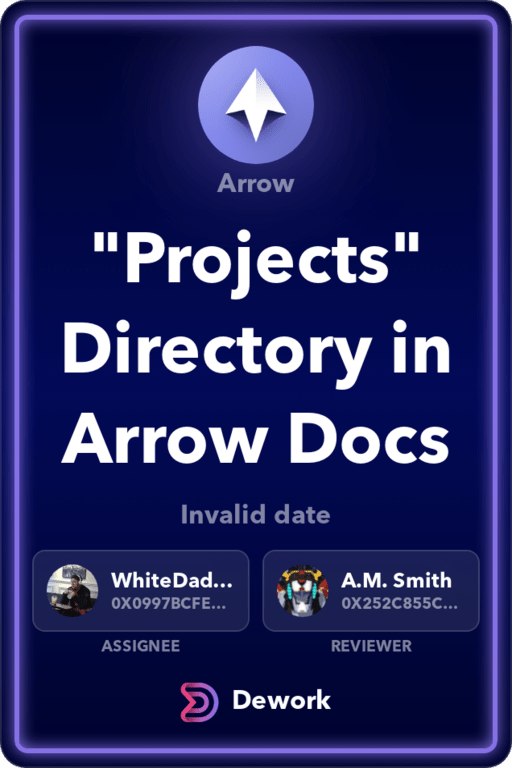 Arrow
"Projects"
Directory in
Arrow Docs
Invalid date
WhiteDad...
0X0997BCFE...
ASSIGNEE
A.M. Smith
0X252C855C...
REVIEWER
Dework